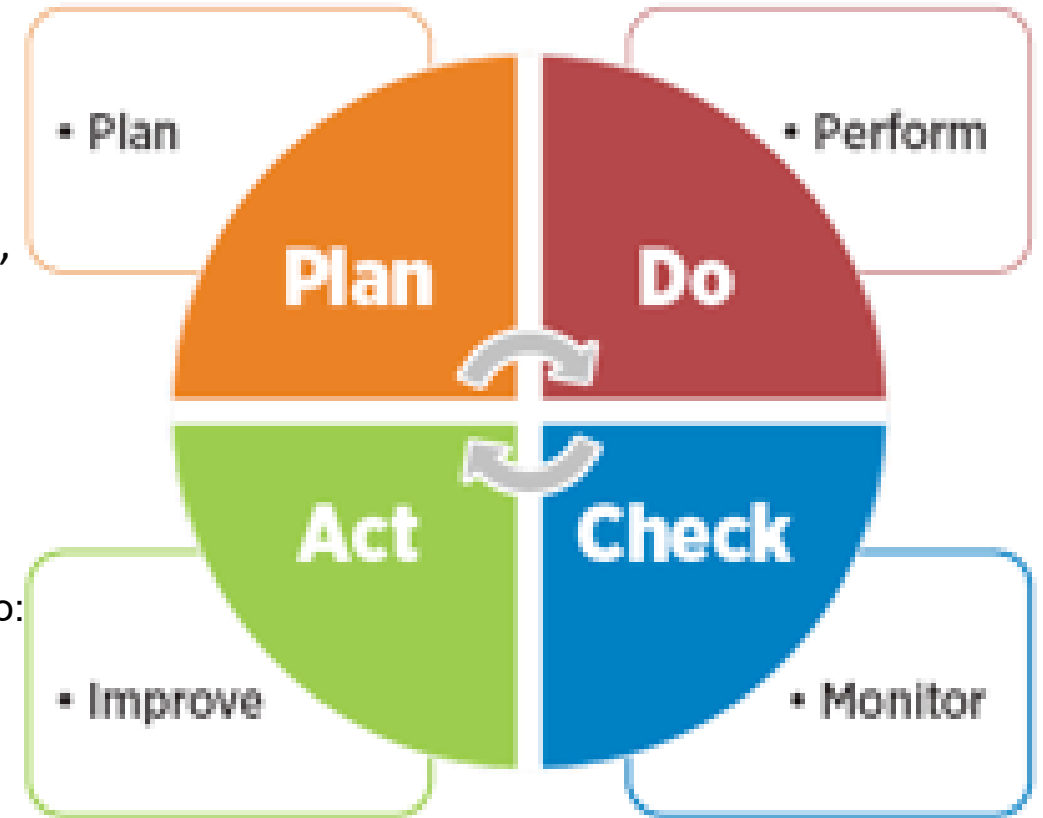 • Plan
• Perform
,
Plan
Do
Act
Check
o:
• Improve
• Monitor